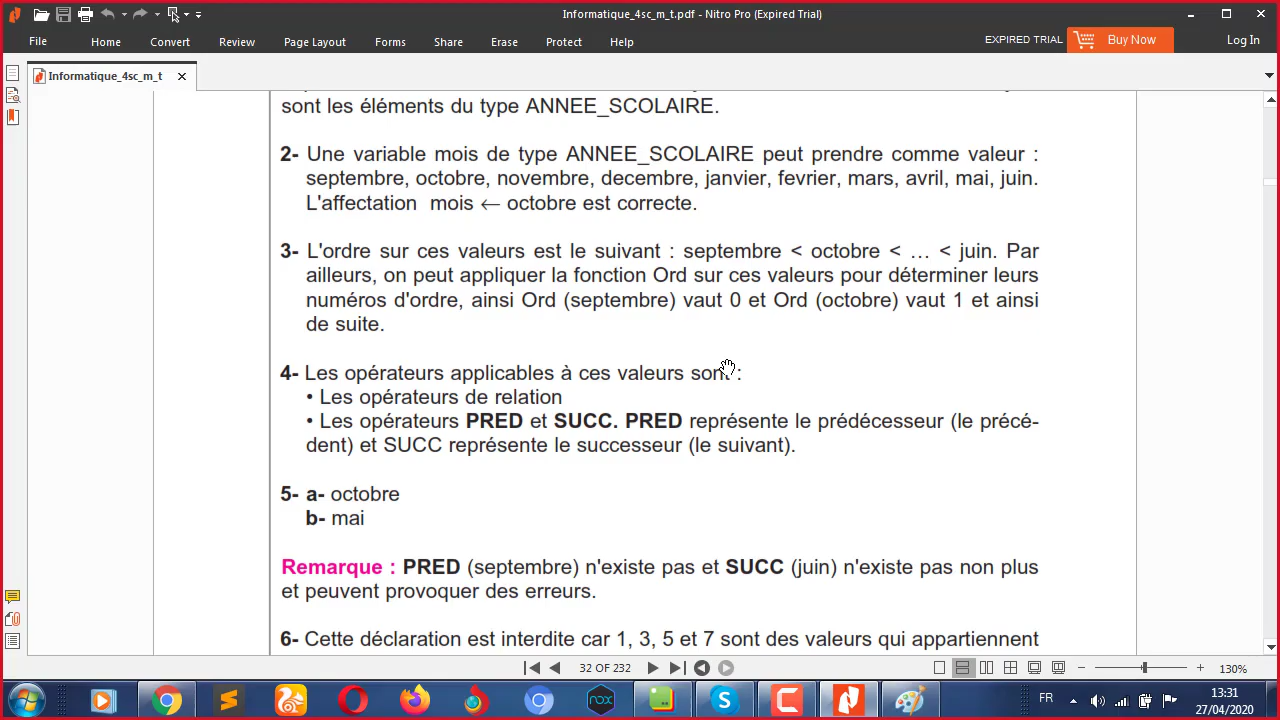 Informatique_4sc_m_t.pdf - Nitro Pro (Expired Trial)
File Home Convert Review Page Layout Forms Share Erase Protect Help
EXPIRED TRIAL Buy Now Log In
Informatique_4sc_m_t
sont les éléments du type ANNEE_SCOLAIRE.
2- Une variable mois de type ANNEE_SCOLAIRE peut prendre comme valeur :
septembre, octobre, novembre, decembre, janvier, fevrier, mars, avril, mai, juin.
L'affectation mois ← octobre est correcte.
3- L'ordre sur ces valeurs est le suivant : septembre < octobre < ... < juin. Par
ailleurs, on peut appliquer la fonction Ord sur ces valeurs pour déterminer leurs
numéros d'ordre, ainsi Ord (septembre) vaut 0 et Ord (octobre) vaut 1 et ainsi
de suite.
4- Les opérateurs applicables à ces valeurs sont :
• Les opérateurs de relation
• Les opérateurs PRED et SUCC. PRED représente le prédécesseur (le précé-
dent) et SUCC représente le successeur (le suivant).
5- a- octobre
b- mai
Remarque : PRED (septembre) n'existe pas et SUCC (juin) n'existe pas non plus
et peuvent provoquer des erreurs.
6- Cette déclaration est interdite car 1, 3, 5 et 7 sont des valeurs qui appartiennent
32 OF 232
130%
nox
FR
13:31
27/04/2020